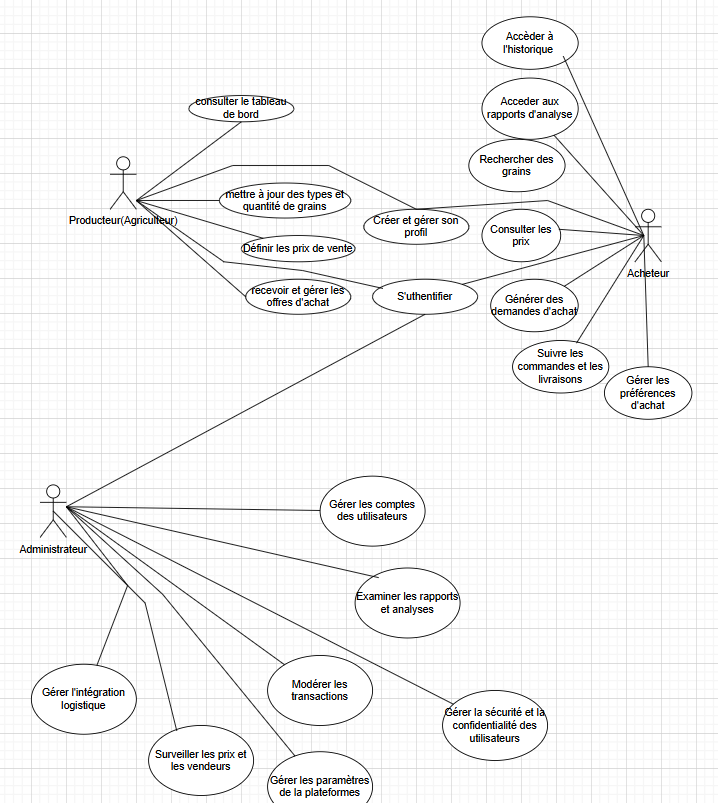 Accèder à
l'historique
consulter le tableau
de bord
Acceder aux
rapports d'analyse
Rechercher des
grains
mettre à jour des types et
quantité de grains
Producteur(Agriculteur)
Créer et gérer son
profil
Consulter les
prix
Définir les prix de vente
Acheteur
recevoir et gérer les
offres d'achat
S'uthentifier
Générer des
demandes d'achat
Suivre les
commandes et les
livraisons
Gérer les
préférences
d'achat
Gérer les comptes
des utilisateurs
Administrateur
Examiner les rapports
et analyses
Gérer l'intégration
logistique
Modérer les
transactions
Gérer la sécurité et la
confidentialité des
utilisateurs
Surveiller les prix et
les vendeurs
Gérer les paramètres
de la plateformes